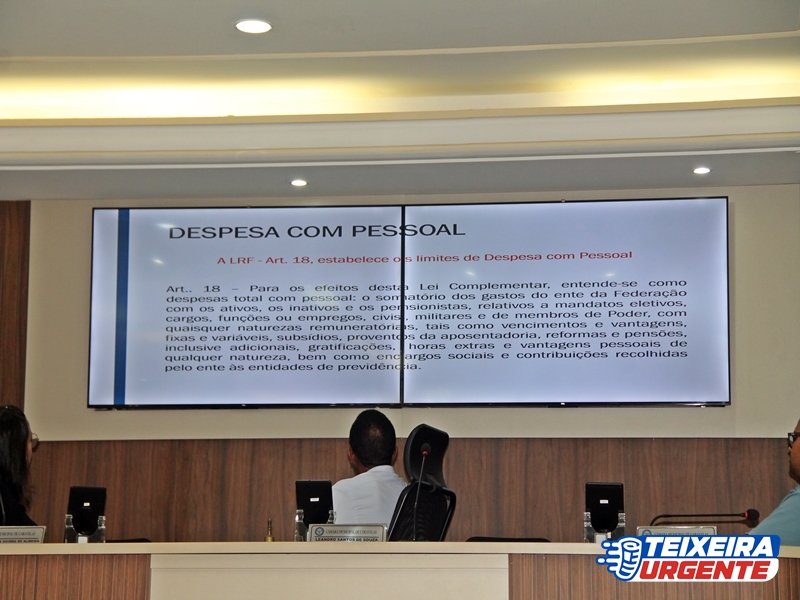 DESPESA COM PESSOAL
A LRF - Art. 18, estabelece os limites de Despesa com Pessoal
Art.. 18 – Para os efeitos desta Lei Complementar, entende-se como
despesas total com pessoal: o somatório dos gastos do ente da Federação
com os ativos, os inativos e os pensionistas, relativos a mandatos eletivos,
cargos, funções ou empregos, civis, militares e de membros de Poder, com
quaisquer naturezas remuneratórias, tais como vencimentos e vantagens,
fixas e variáveis, subsídios, proventos da aposentadoria, reformas e pensões,
inclusive adicionais, gratificações, horas extras e vantagens pessoais de
qualquer natureza, bem como encargos sociais e contribuições recolhidas
pelo ente às entidades de previdência.
LEANDRO SANTOS DE SOUZA
TEIXEIRA
URGENTE